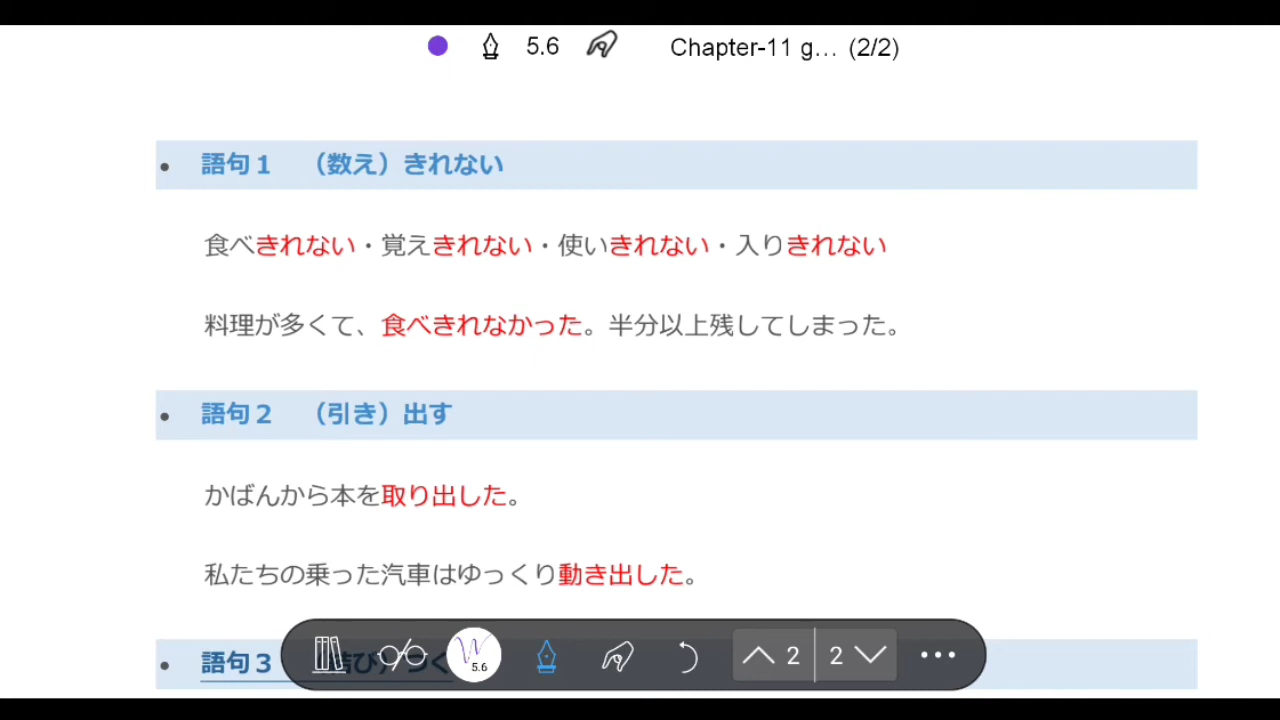 5.6 Chapter-11 g... (2/2)
• 語句１ （数え）きれない
食べきれない・覚えきれない・使いきれない・入りきれない
料理が多くて、食べきれなかった。半分以上残してしまった。
• 語句２ （引き）出す
かばんから本を取り出した。
私たちの乗った汽車はゆっくり動き出した。
• 語句３
5.6 2 2